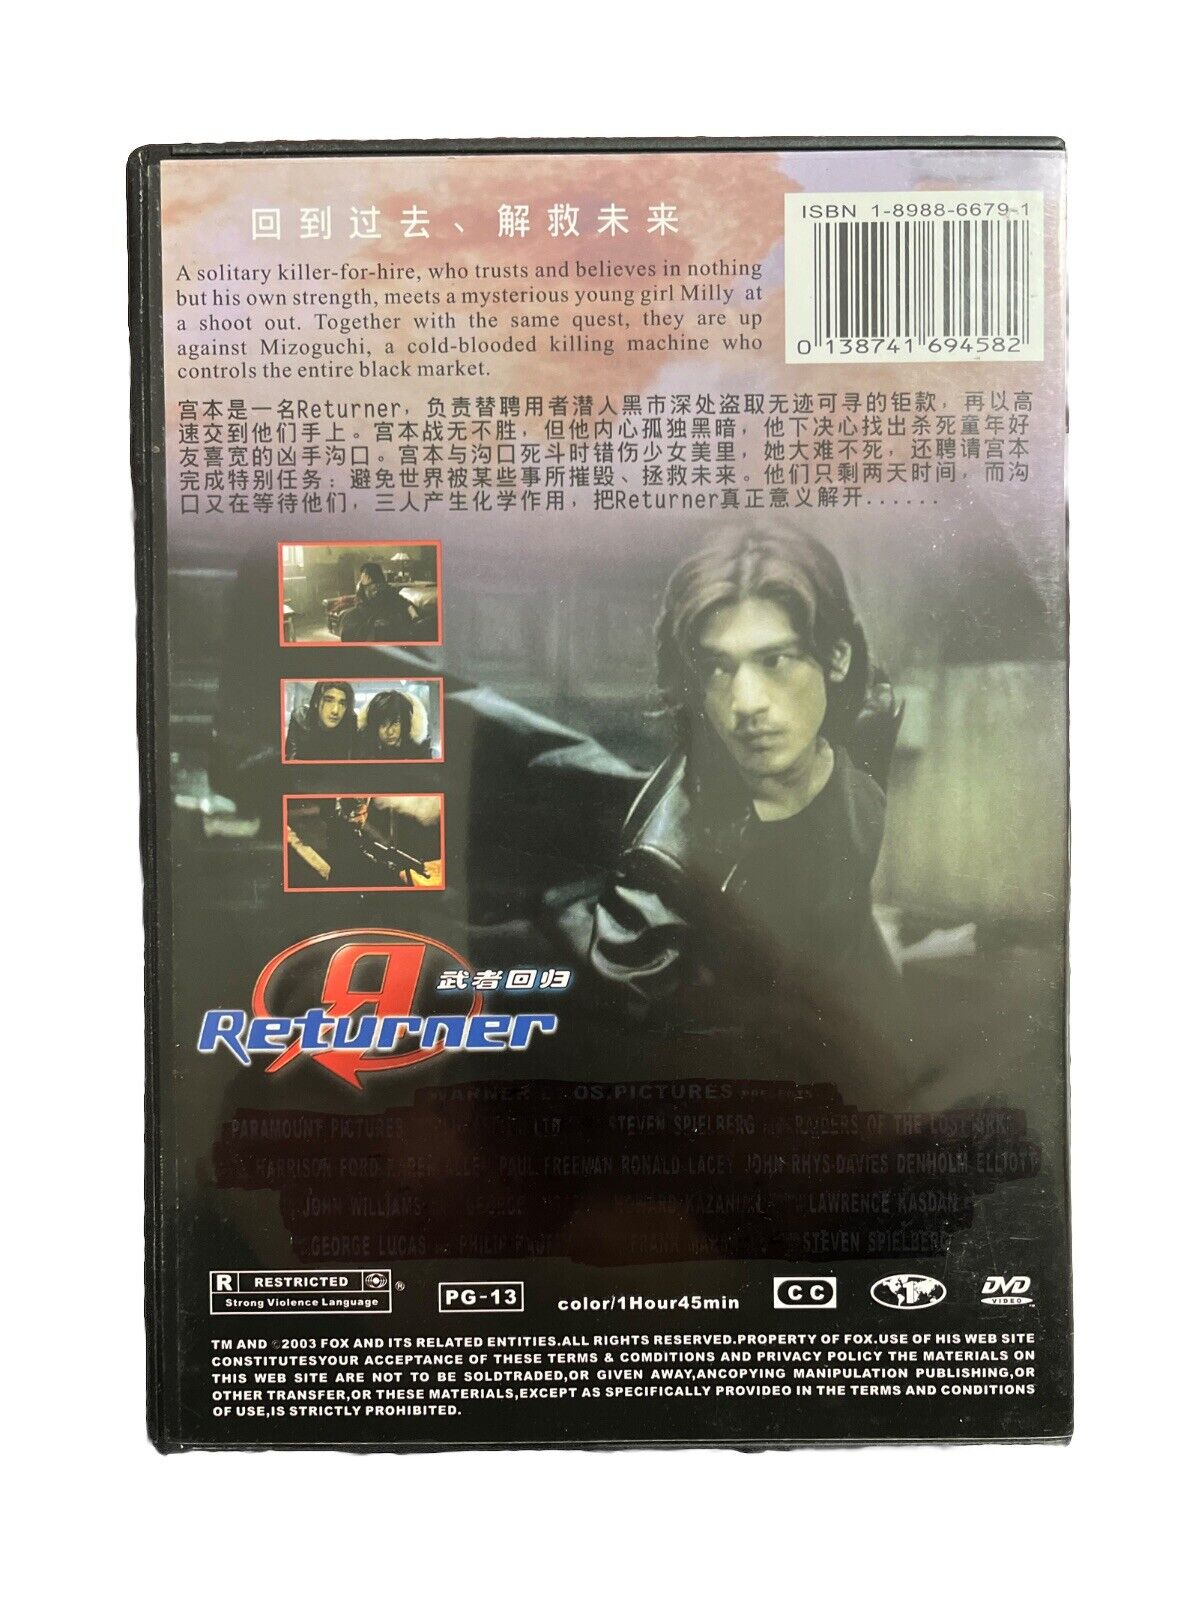 回到过去、解救未来
ISBN 1-8988-6679-1
0 138741 694582
A solitary killer-for-hire, who trusts and believes in nothing
but his own strength, meets a mysterious young girl Milly at
a shoot out. Together with the same quest, they are up
against Mizoguchi, a cold-blooded killing machine who
controls the entire black market.
宫本是一名Returner，负责替聘用者潜入黑市深处盗取无迹可寻的钜款，再以高
速交到他们手上。宫本战无不胜，但他内心孤独黑暗，他下决心找出杀死童年好
友喜宽的凶手沟口。宫本与沟口死斗时错伤少女美里，她大难不死，还聘请宫本
完成特别任务：避免世界被某些事所摧毁、拯救未来。他们只剩两天时间，而沟
口又在等待他们，三人产生化学作用，把Returner真正意义解开......
R
武者回归
Returner
WARNER OS.PICTURES
PARAMOUNT PICTURES LTD STEVEN SPIELBERG RAIDERS OF THE LOST ARK
HARRISON FORD PAUL FREEMAN RONALD LACEY JOHN RHYS-DAVIES DENHOLM ELLIOTT
JOHN WILLIAMS GEORGE HOWARD KAZANJIAN LAWRENCE KASDAN
GEORGE LUCAS PHILIP FRANK STEVEN SPIELBERG
R RESTRICTED ®
Strong Violence Language
PG-13
color/1Hour45min
CC
1
DVD
VIDEO
TM AND ©2003 FOX AND ITS RELATED ENTITIES.ALL RIGHTS RESERVED.PROPERTY OF FOX.USE OF HIS WEB SITE
CONSTITUTESYOUR ACCEPTANCE OF THESE TERMS & COMDITIONS AND PRIVACY POLICY THE MATERIALS ON
THIS WEB SITE ARE NOT TO BE SOLDTRADED,OR GIVEN AWAY,ANCOPYING MANIPULATION PUBLISHING,OR
OTHER TRANSFER,OR THESE MATERIALS,EXCEPT AS SPECIFICALLY PROVIDEO IN THE TERMS AND CONDITIONS
OF USE,IS STRICTLY PROHIBITED.